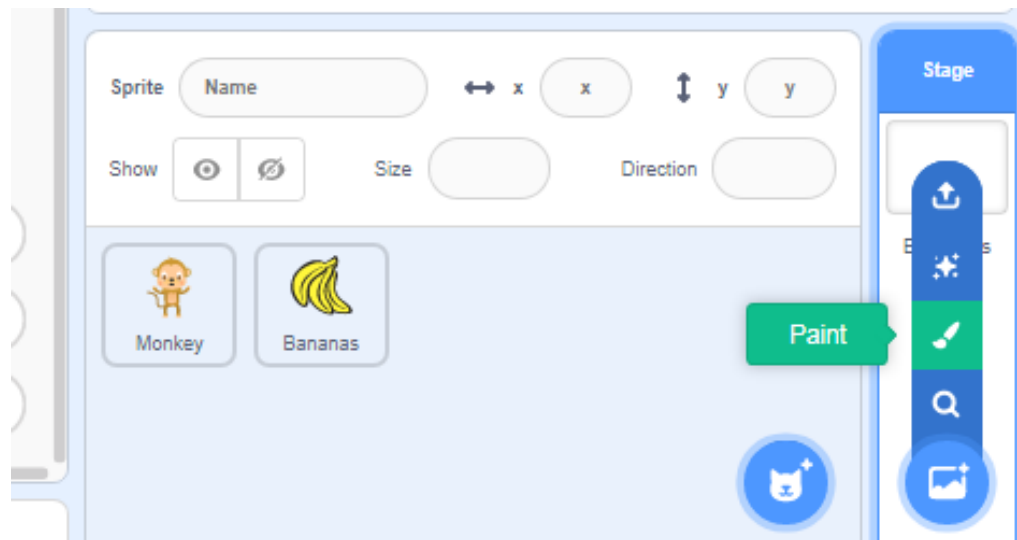 Sprite Name x x y y
Stage
Show Size Direction
Monkey Bananas
Paint